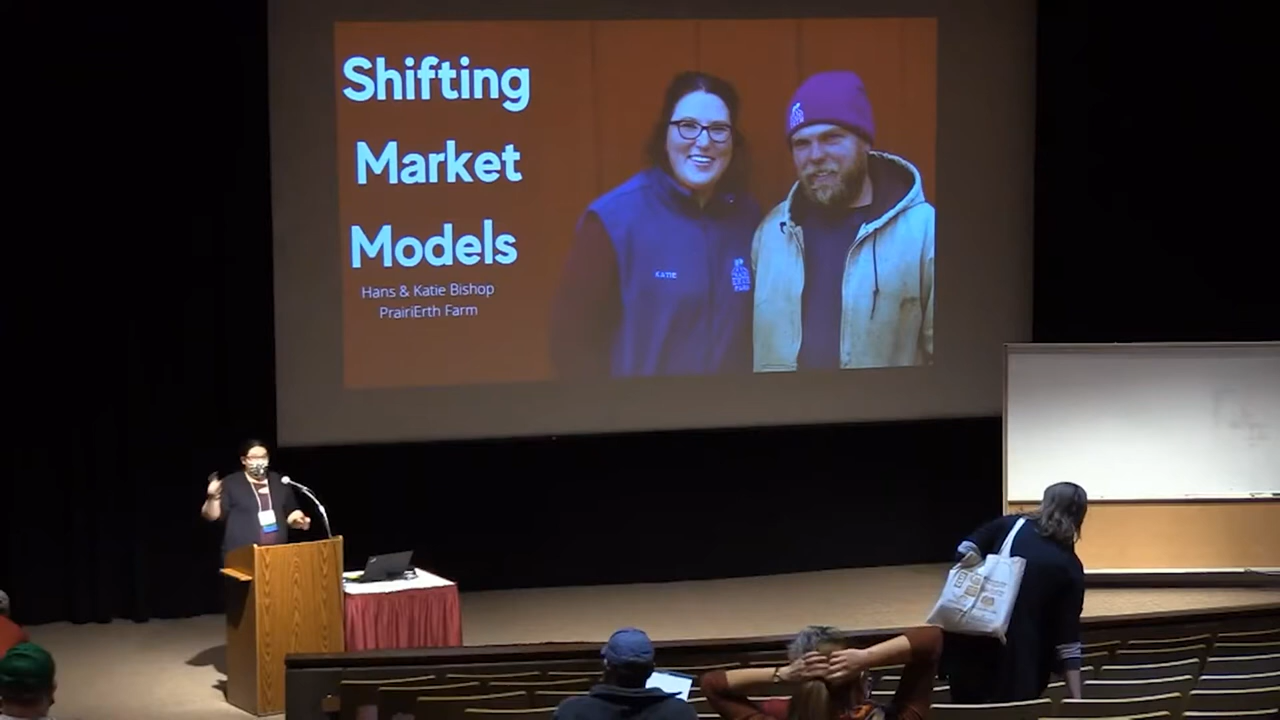 Shifting
Market
Models
Hans & Katie Bishop
PrairiErth Farm
KATIE